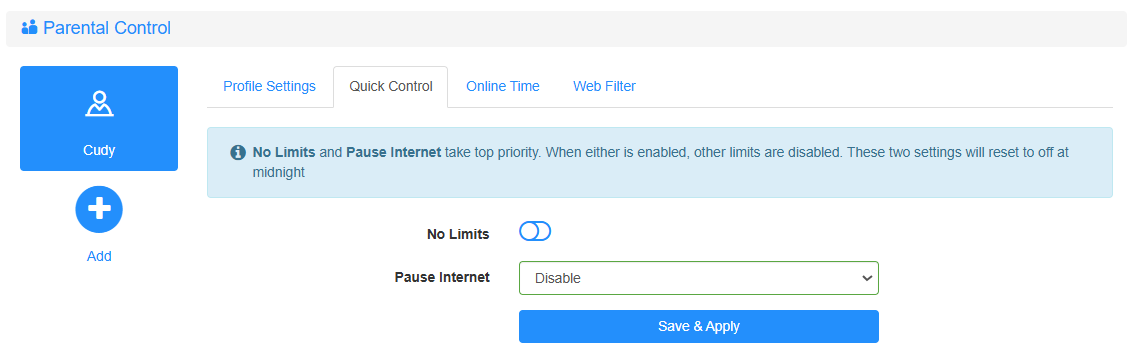 Parental Control
Cudy
Add
Profile Settings
Quick Control
Online Time
Web Filter
No Limits and Pause Internet take top priority. When either is enabled, other limits are disabled. These two settings will reset to off at
midnight
No Limits
Pause Internet
Disable
Save & Apply